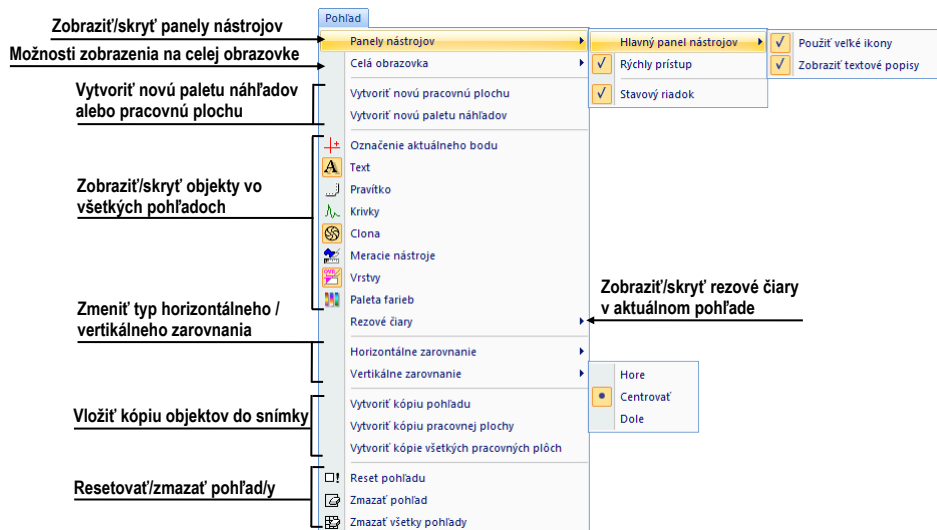 Pohľad
Zobraziť/skryť panely nástrojov
Panely nástrojov
Hlavný panel nástrojov
Použiť veľké ikony
Možnosti zobrazenia na celej obrazovke
Celá obrazovka
Rýchly prístup
Zobraziť textové popisy
Stavový riadok
Vytvoriť novú paletu náhľadov
alebo pracovnú plochu
Vytvoriť novú pracovnú plochu
Vytvoriť novú paletu náhľadov
Zobraziť/skryť objekty vo
všetkých pohľadoch
Označenie aktuálneho bodu
Text
Pravítko
Krivky
Clona
Meracie nástroje
Vrstvy
Paleta farieb
Rezové čiary
Zobraziť/skryť rezové čiary
v aktuálnom pohľade
Zmeniť typ horizontálneho /
vertikálneho zarovnania
Horizontálne zarovnanie
Vertikálne zarovnanie
Hore
Centrovať
Dole
Vložiť kópiu objektov do snímky
Vytvoriť kópiu pohľadu
Vytvoriť kópiu pracovnej plochy
Vytvoriť kópie všetkých pracovných plôch
Resetovať/zmazať pohľad/y
Reset pohľadu
Zmazať pohľad
Zmazať všetky pohľady